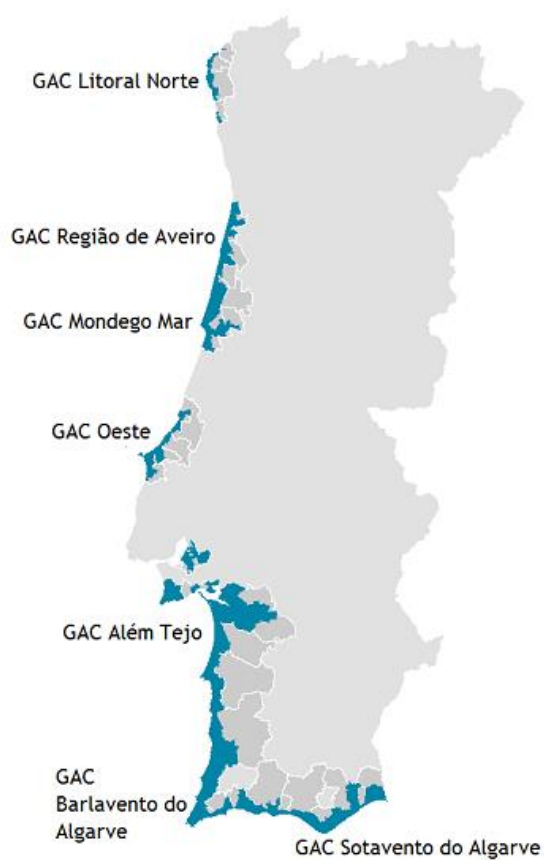 GAC Litoral Norte
GAC Região de Aveiro
GAC Mondego Mar
GAC Oeste
GAC Além Tejo
GAC
Barlavento do
Algarve
GAC Sotavento do Algarve